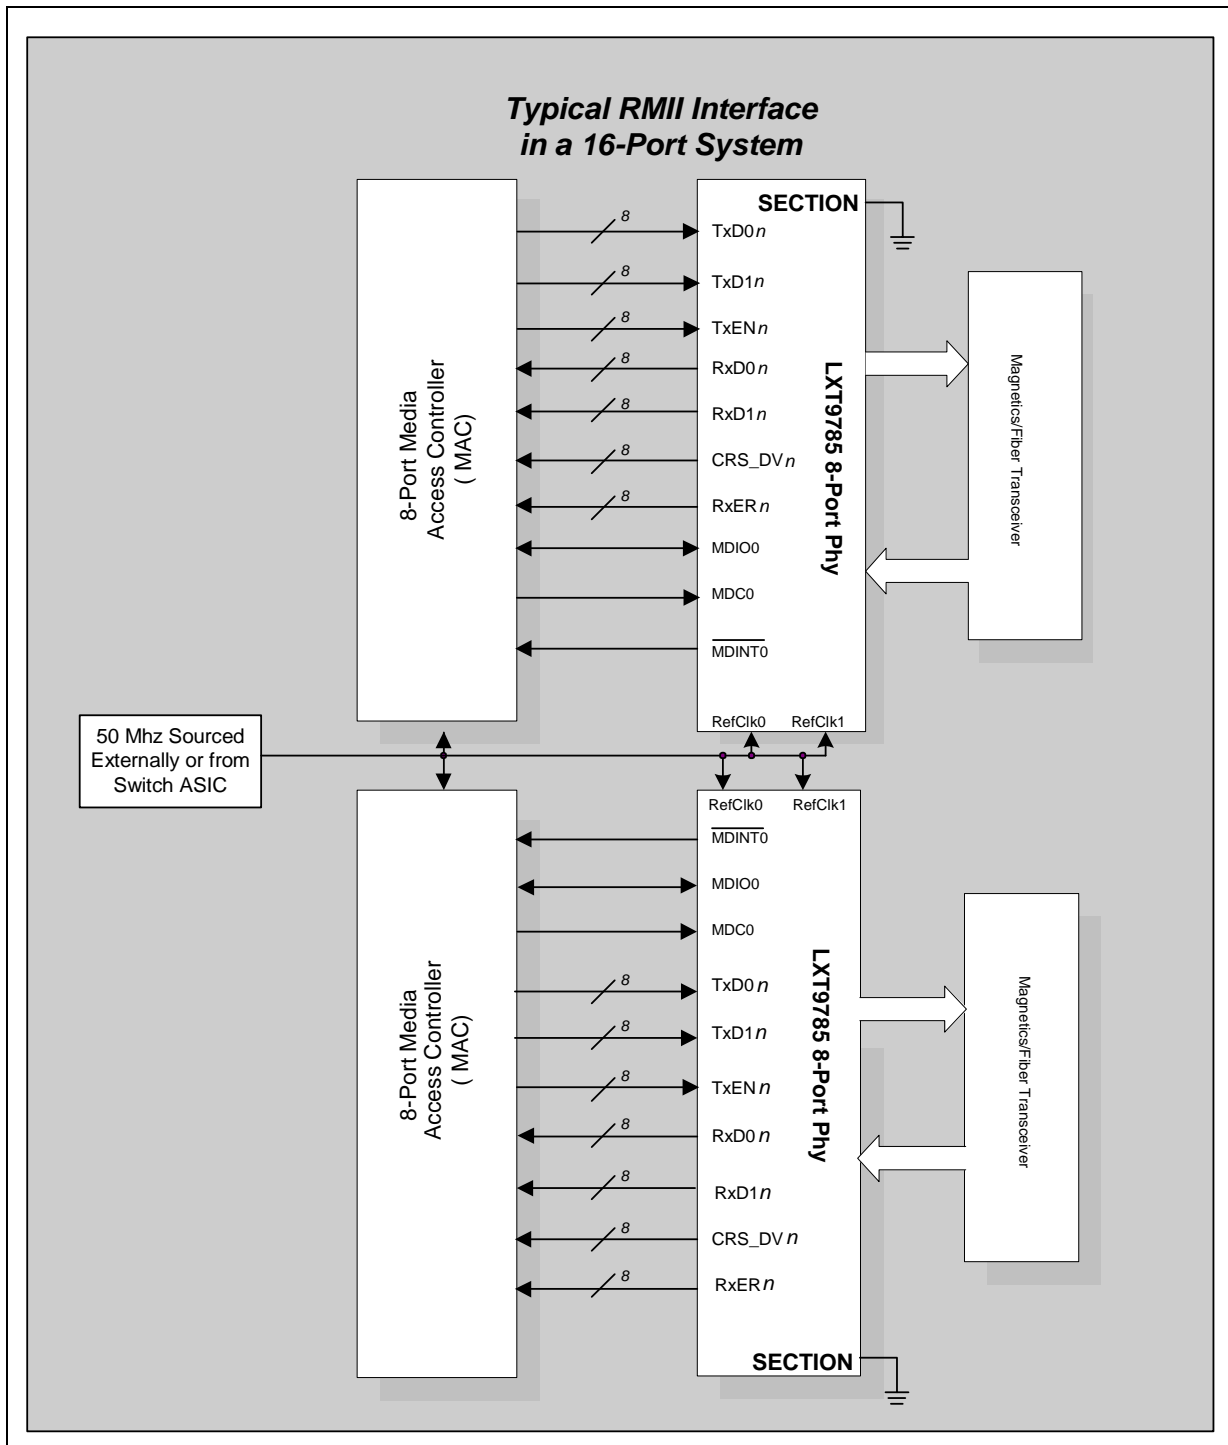 Typical RMII Interface
in a 16-Port System
8-Port Media
Access Controller
( MAC)
8
8
8
8
8
8
8
SECTION
TxD0n
TxD1n
TxENn
RxD0n
RxD1n
CRS_DVn
RxERn
MDIO0
MDC0
MDINT0
LXT9785 8-Port Phy
RefClk0 RefClk1
Magnetics/Fiber Transceiver
50 Mhz Sourced
Externally or from
Switch ASIC
8-Port Media
Access Controller
( MAC)
8
8
8
8
8
8
8
RefClk0 RefClk1
MDINT0
MDIO0
MDC0
TxD0n
TxD1n
TxENn
RxD0n
RxD1n
CRS_DVn
RxERn
LXT9785 8-Port Phy
SECTION
Magnetics/Fiber Transceiver